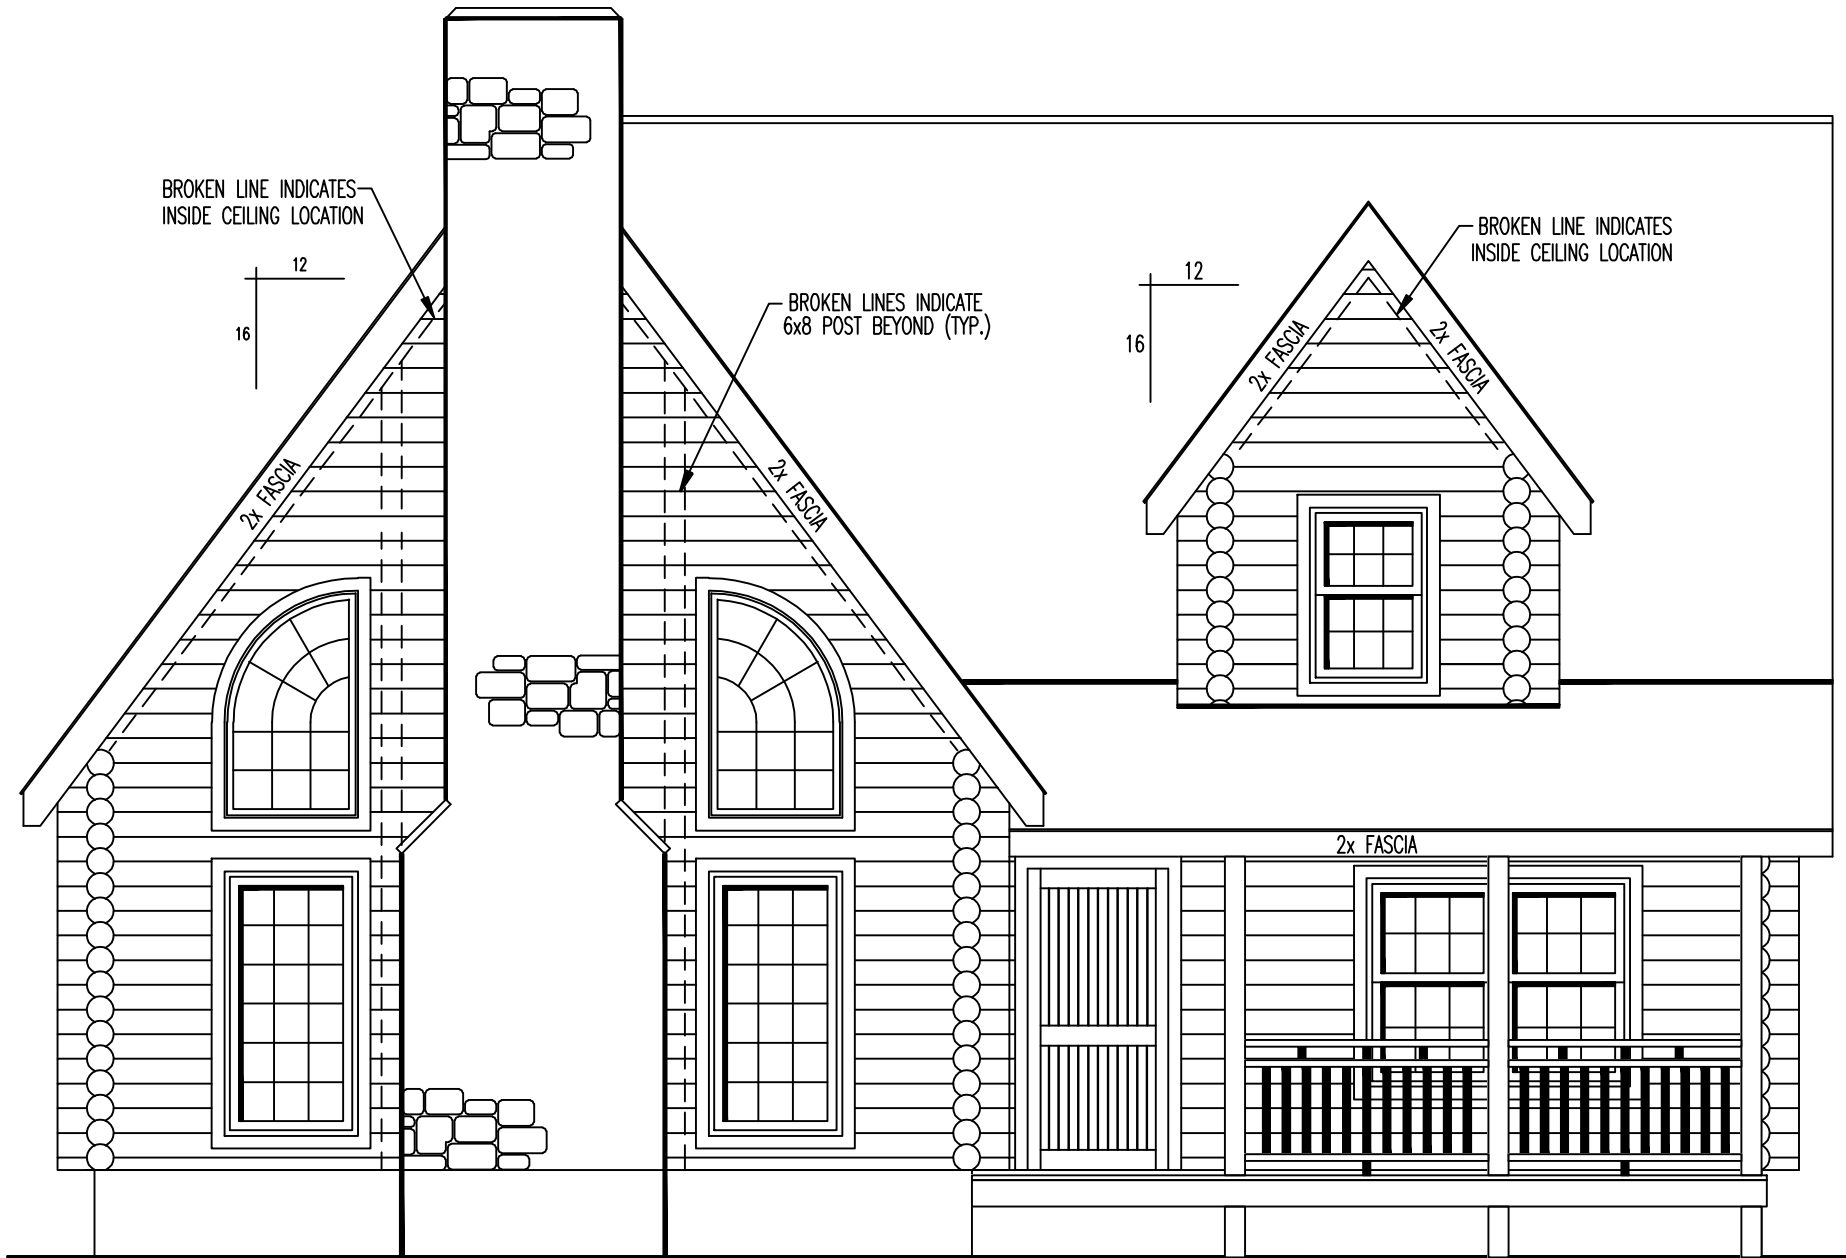 BROKEN LINE INDICATES
INSIDE CEILING LOCATION
12
16
BROKEN LINES INDICATE
6x8 POST BEYOND (TYP.)
12
16
BROKEN LINE INDICATES
INSIDE CEILING LOCATION
2x FASCIA
2x FASCIA
2x FASCIA
2x FASCIA
2x FASCIA